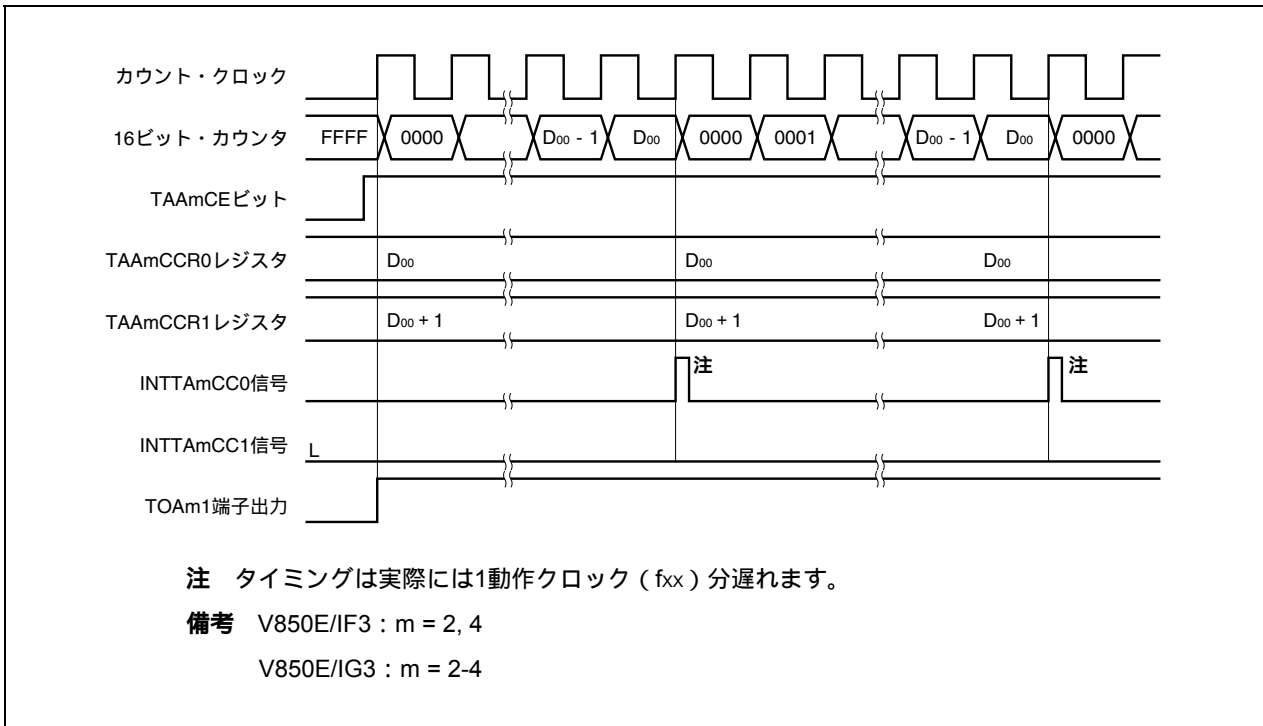 カウント・クロック
16ビット・カウンタ FFFF 0000 D00 - 1 D00 0000 0001 D00 - 1 D00 0000
TAAmCEビット
TAAmCCR0レジスタ D00 D00 D00
TAAmCCR1レジスタ D00 + 1 D00 + 1 D00 + 1
INTTAmCC0信号 注 注
INTTAmCC1信号 L
TOAm1端子出力
注 タイミングは実際には1動作クロック（fxx）分遅れます。
備考 V850E/IF3：m = 2, 4
V850E/IG3：m = 2-4